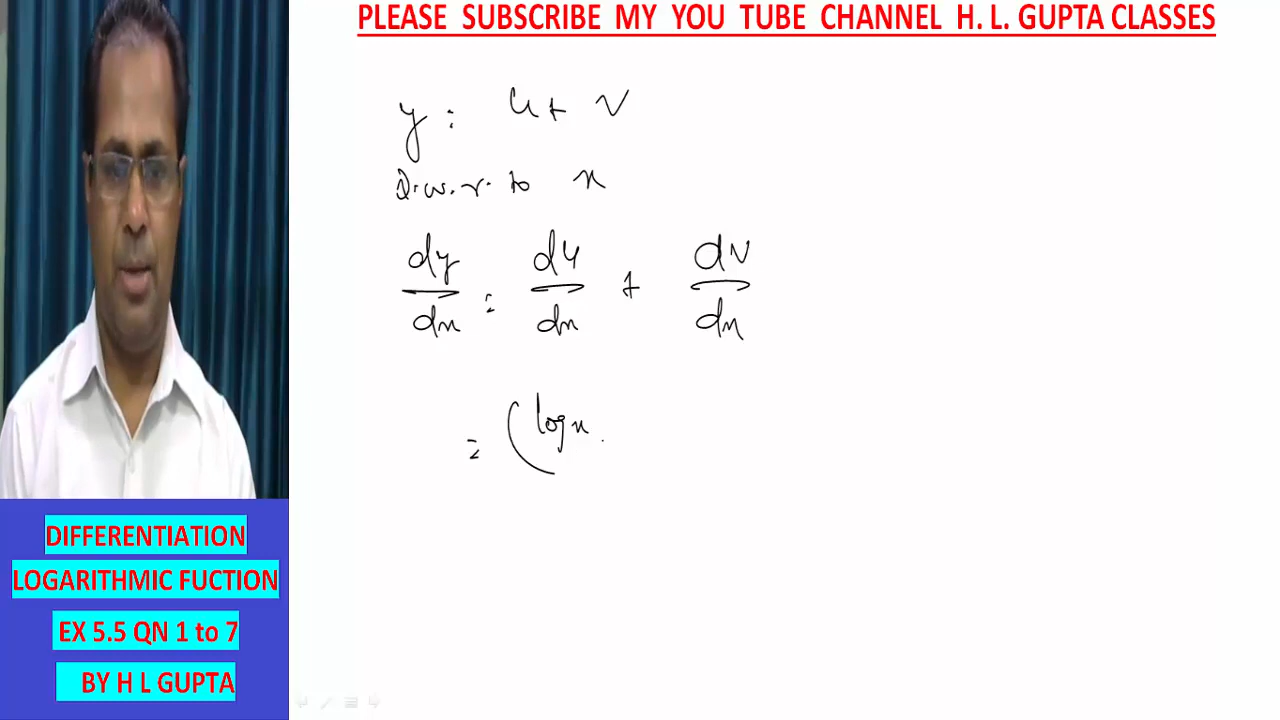 PLEASE SUBSCRIBE MY YOU TUBE CHANNEL H. L. GUPTA CLASSES
y = u + v
D.w.r. to x
dy/dx = du/dx + dv/dx
= (log x .
DIFFERENTIATION
LOGARITHMIC FUCTION
EX 5.5 QN 1 to 7
BY H L GUPTA